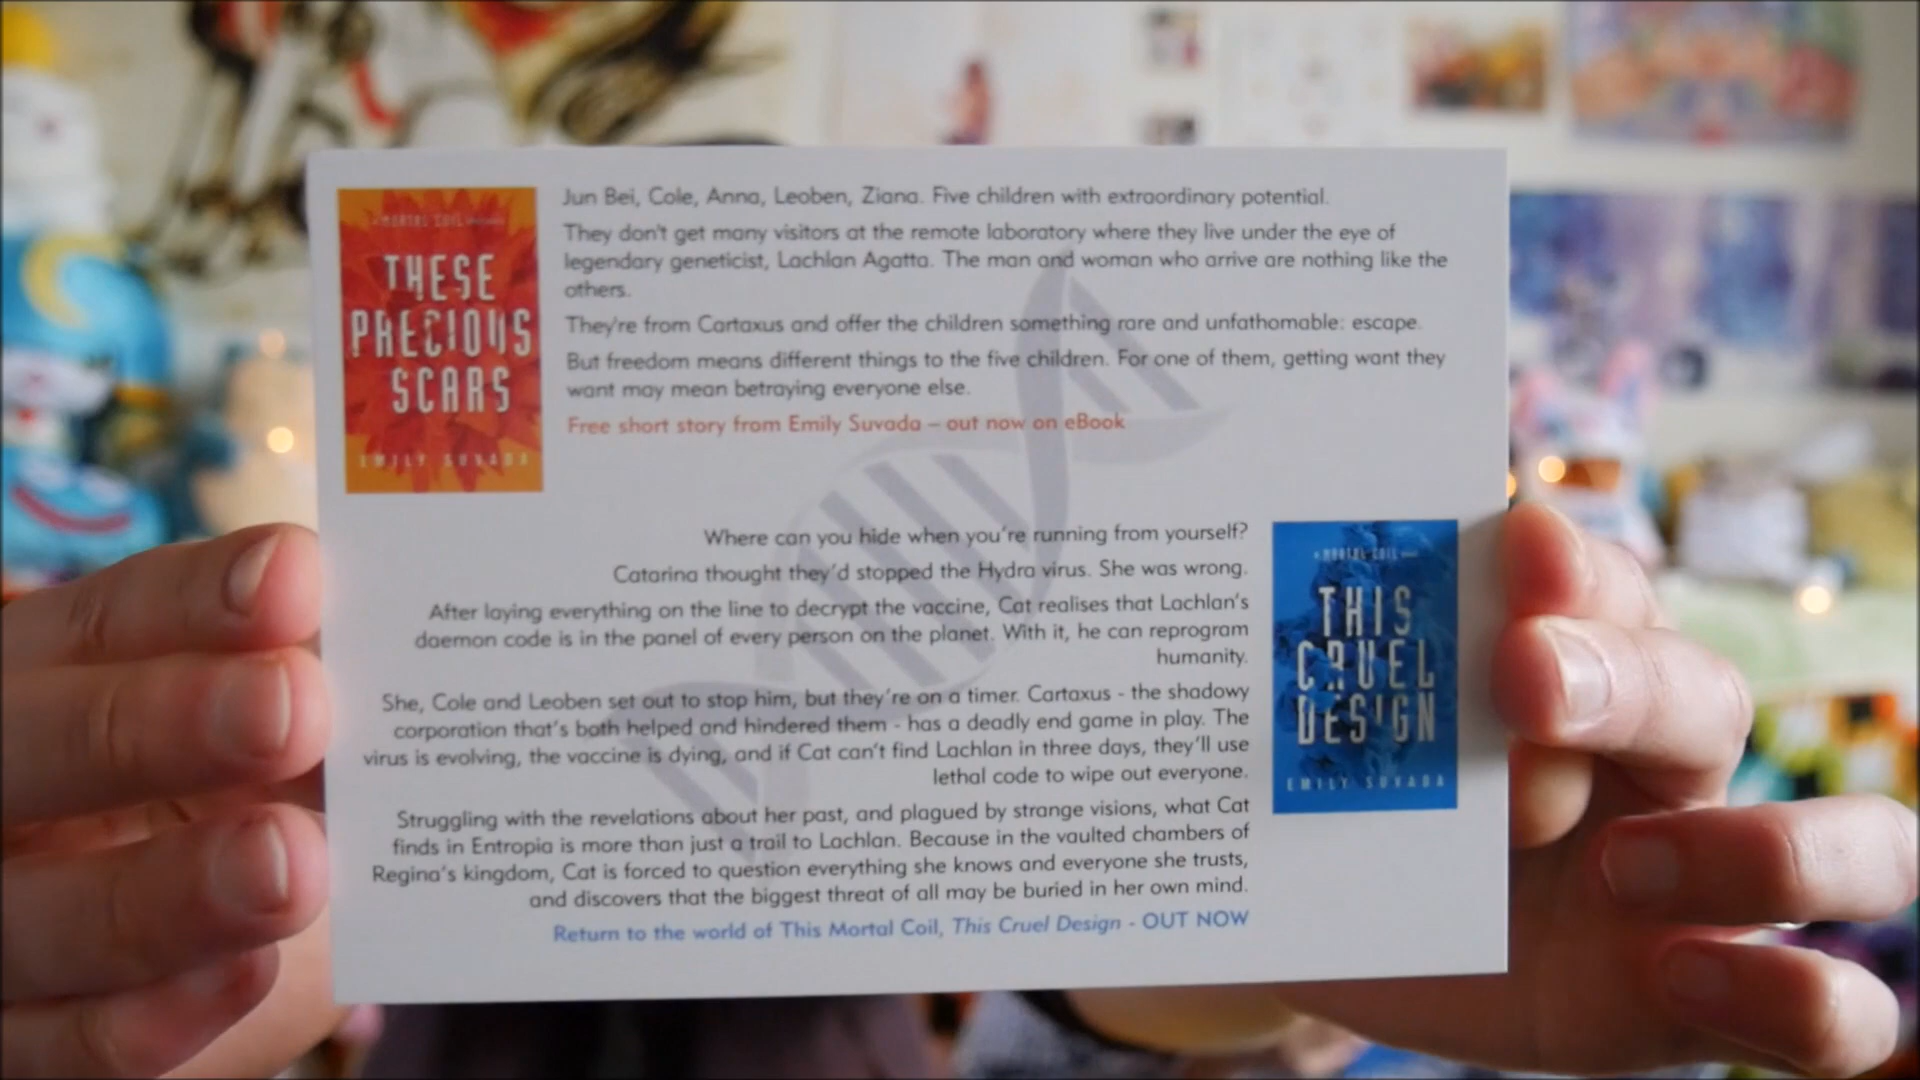 A MORTAL COIL
THESE
PRECIOUS
SCARS
EMILY SUVADA
Jun Bei, Cole, Anna, Leoben, Ziana. Five children with extraordinary potential.
They don't get many visitors at the remote laboratory where they live under the eye of
legendary geneticist, Lachlan Agatta. The man and woman who arrive are nothing like the
others.
They're from Cartaxus and offer the children something rare and unfathomable: escape.
But freedom means different things to the five children. For one of them, getting want they
want may mean betraying everyone else.
Free short story from Emily Suvada – out now on eBook
Where can you hide when you're running from yourself?
Catarina thought they'd stopped the Hydra virus. She was wrong.
After laying everything on the line to decrypt the vaccine, Cat realises that Lachlan's
daemon code is in the panel of every person on the planet. With it, he can reprogram
humanity.
She, Cole and Leoben set out to stop him, but they're on a timer. Cartaxus - the shadowy
corporation that's both helped and hindered them - has a deadly end game in play. The
virus is evolving, the vaccine is dying, and if Cat can't find Lachlan in three days, they'll use
lethal code to wipe out everyone.
Struggling with the revelations about her past, and plagued by strange visions, what Cat
finds in Entropia is more than just a trail to Lachlan. Because in the vaulted chambers of
Regina's kingdom, Cat is forced to question everything she knows and everyone she trusts,
and discovers that the biggest threat of all may be buried in her own mind.
Return to the world of This Mortal Coil, This Cruel Design - OUT NOW
A MORTAL COIL
THIS
CRUEL
DESIGN
EMILY SUVADA